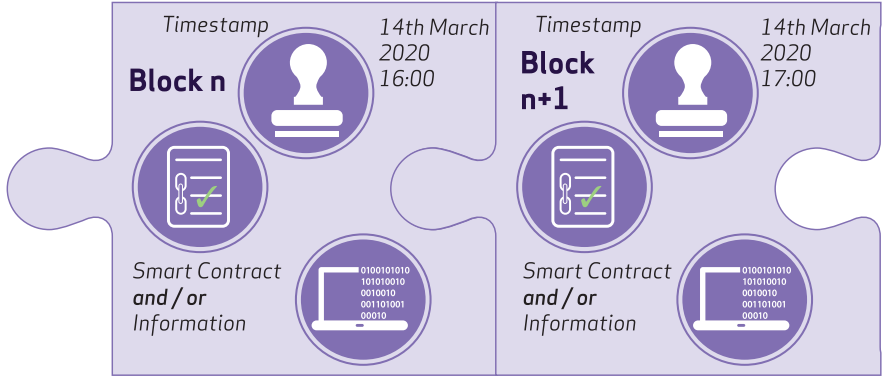 Timestamp
14th March
2020
16:00
Block n
Smart Contract
and / or
Information
0100101010
101010010
0010010
001101001
00010
Timestamp
14th March
2020
17:00
Block
n+1
Smart Contract
and / or
Information
0100101010
101010010
0010010
001101001
00010